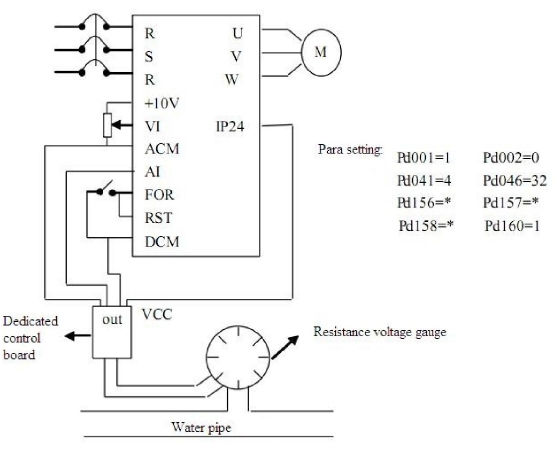 R U
S V M
R W
+10V
VI IP24
ACM
AI
FOR
RST
DCM
Para setting:
Pd001=1 Pd002=0
Pd041=4 Pd046=32
Pd156=* Pd157=*
Pd158=* Pd160=1
out VCC
Dedicated
control
board
Resistance voltage gauge
Water pipe